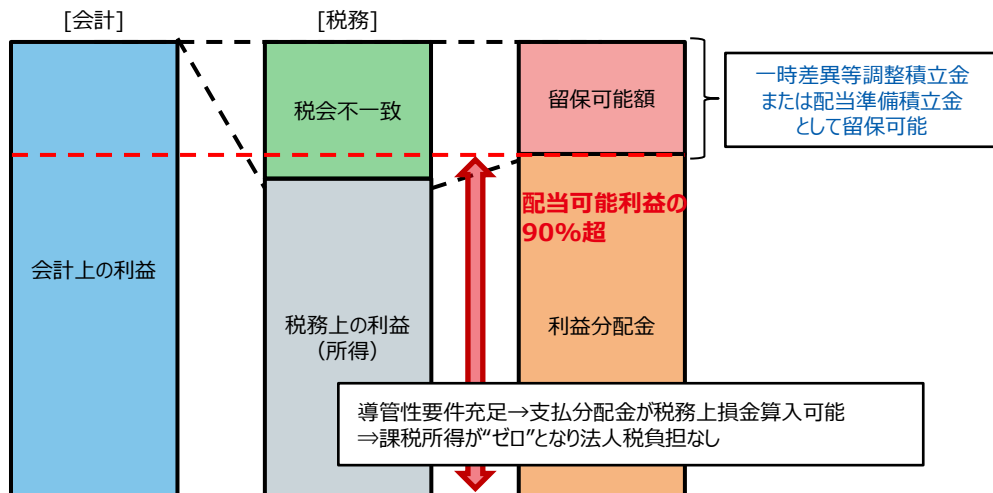 [会計]
[税務]
税会不一致
留保可能額
一時差異等調整積立金
または配当準備積立金
として留保可能
配当可能利益の
90%超
会計上の利益
税務上の利益
（所得）
利益分配金
導管性要件充足→支払分配金が税務上損金算入可能
⇒課税所得が“ゼロ”となり法人税負担なし